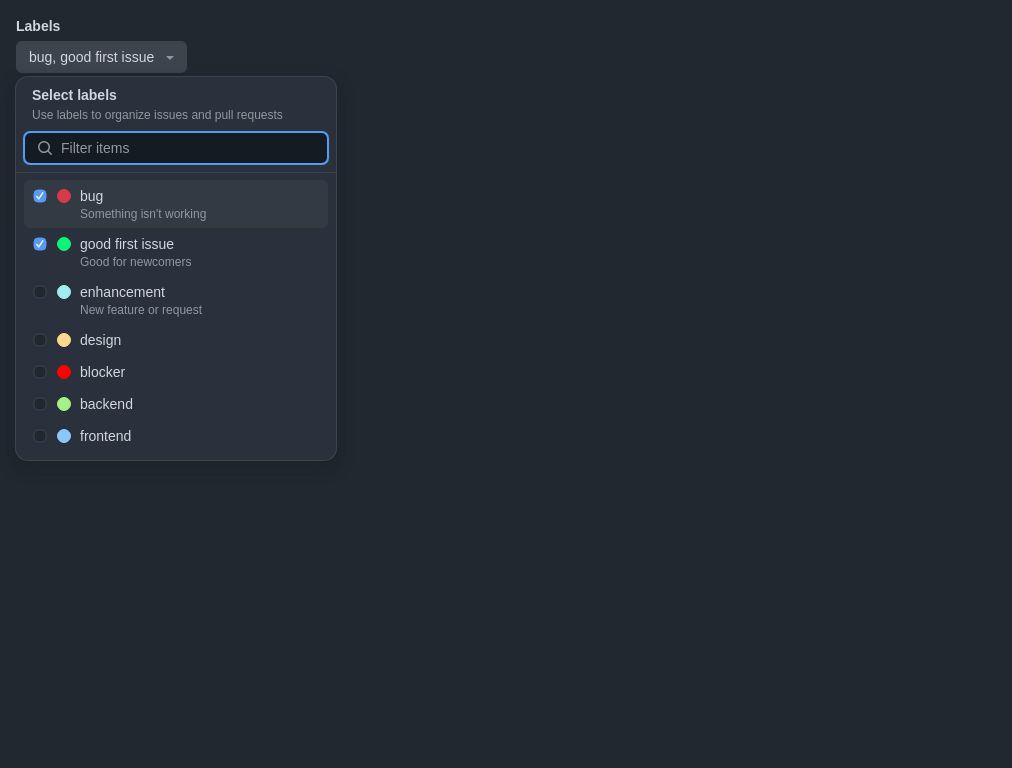 Labels
bug, good first issue
Select labels
Use labels to organize issues and pull requests
Filter items
bug
Something isn't working
good first issue
Good for newcomers
enhancement
New feature or request
design
blocker
backend
frontend